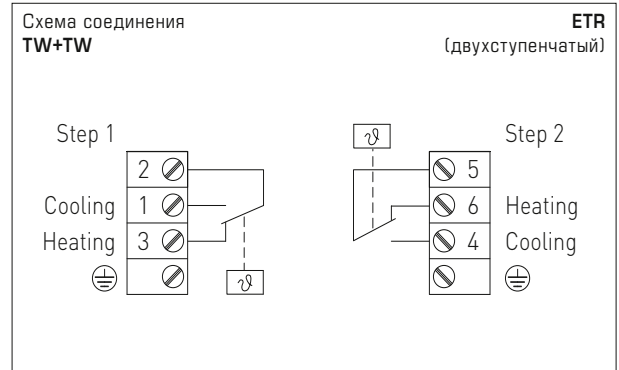 Схема соединения
TW+TW
ETR
(двухступенчатый)
Step 1
2
Cooling 1
Heating 3
ϑ
ϑ
Step 2
5
6 Heating
4 Cooling